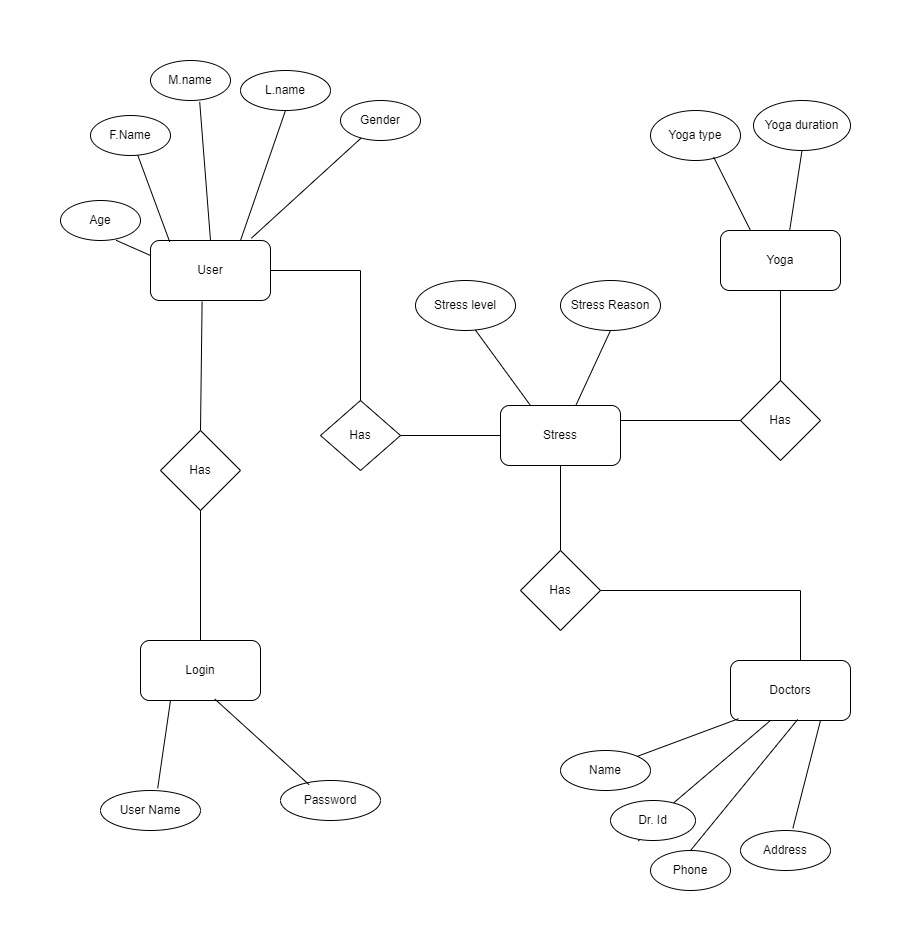 M.name
L.name
Gender
F.Name
Age
User
Yoga type
Yoga duration
Yoga
Stress level
Stress Reason
Has
Stress
Has
Has
Has
Login
Doctors
User Name
Password
Name
Dr. Id
Phone
Address